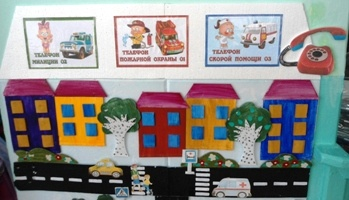 ТЕЛЕФОН
МИЛИЦИИ 02
ТЕЛЕФОН
ПОЖАРНОЙ ОХРАНЫ 01
ТЕЛЕФОН
СКОРОЙ ПОМОЩИ 03